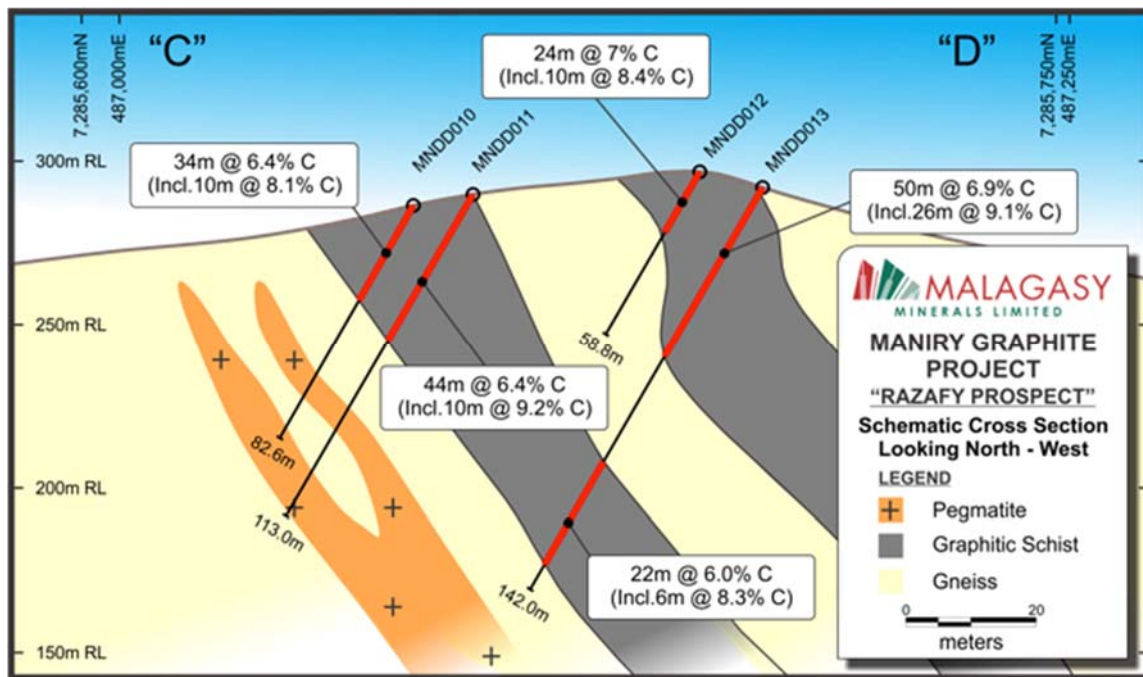 7,285,600mN
487,000mE
“C”
24m @ 7% C
(Incl.10m @ 8.4% C)
“D”
7,285,750mN
487,250mE
300m RL
34m @ 6.4% C
(Incl.10m @ 8.1% C)
MNDD010
MNDD011
MNDD012
MNDD013
50m @ 6.9% C
(Incl.26m @ 9.1% C)
250m RL
58.8m
44m @ 6.4% C
(Incl.10m @ 9.2% C)
82.6m
200m RL
113.0m
142.0m
22m @ 6.0% C
(Incl.6m @ 8.3% C)
150m RL
MALAGASY
MINERALS LIMITED
MANIRY GRAPHITE
PROJECT
“RAZAFY PROSPECT”
Schematic Cross Section
Looking North - West
LEGEND
Pegmatite
Graphitic Schist
Gneiss
0 20
meters